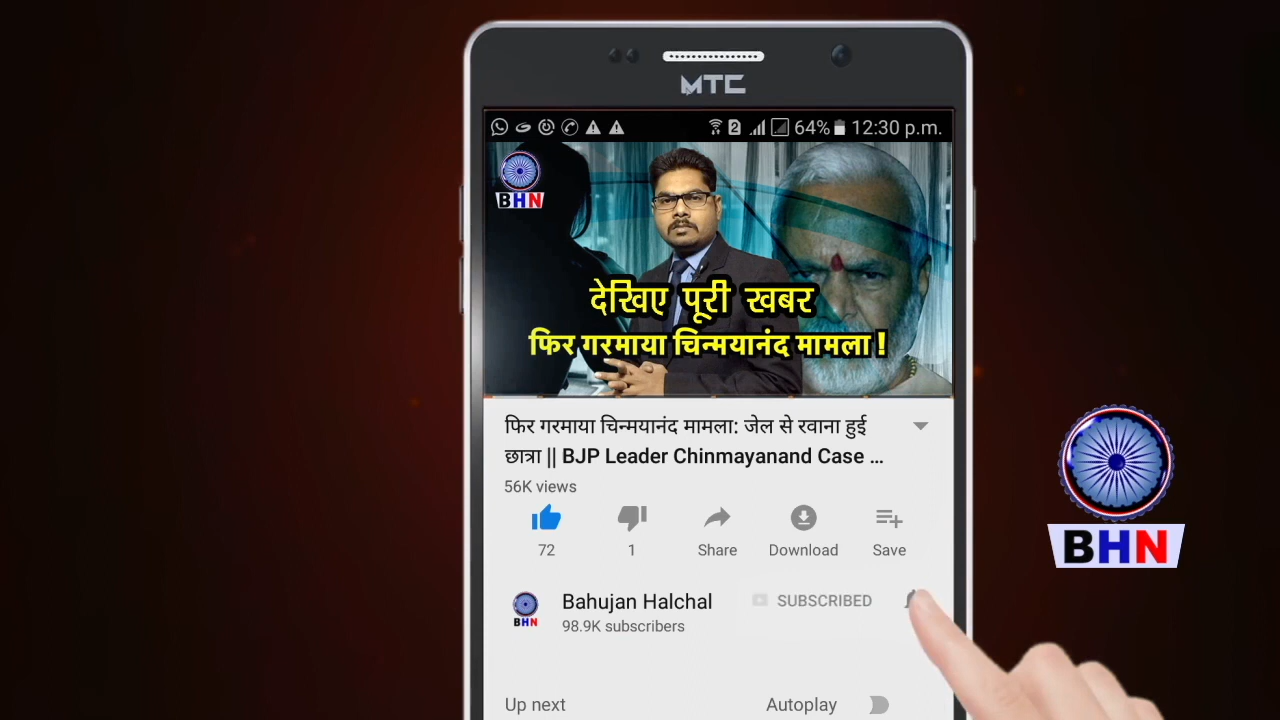 MTC
2 64% 12:30 p.m.
BHN
देखिए पूरी खबर
फिर गरमाया चिन्मयानंद मामला !
फिर गरमाया चिन्मयानंद मामला: जेल से रवाना हुई
छात्रा || BJP Leader Chinmayanand Case ...
56K views
72 1 Share Download Save
BHN
Bahujan Halchal SUBSCRIBED
98.9K subscribers
BHN
Up next Autoplay